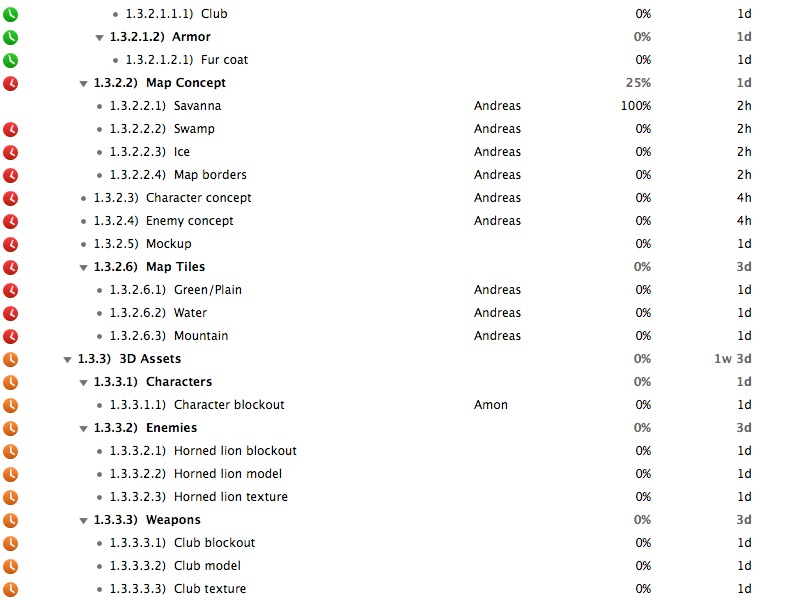 1.3.2.1.1.1) Club 0% 1d
1.3.2.1.2) Armor 0% 1d
1.3.2.1.2.1) Fur coat 0% 1d
1.3.2.2) Map Concept 25% 1d
1.3.2.2.1) Savanna Andreas 100% 2h
1.3.2.2.2) Swamp Andreas 0% 2h
1.3.2.2.3) Ice Andreas 0% 2h
1.3.2.2.4) Map borders Andreas 0% 2h
1.3.2.3) Character concept Andreas 0% 4h
1.3.2.4) Enemy concept Andreas 0% 4h
1.3.2.5) Mockup 0% 1d
1.3.2.6) Map Tiles 0% 3d
1.3.2.6.1) Green/Plain Andreas 0% 1d
1.3.2.6.2) Water Andreas 0% 1d
1.3.2.6.3) Mountain Andreas 0% 1d
1.3.3) 3D Assets 0% 1w 3d
1.3.3.1) Characters 0% 1d
1.3.3.1.1) Character blockout Amon 0% 1d
1.3.3.2) Enemies 0% 3d
1.3.3.2.1) Horned lion blockout 0% 1d
1.3.3.2.2) Horned lion model 0% 1d
1.3.3.2.3) Horned lion texture 0% 1d
1.3.3.3) Weapons 0% 3d
1.3.3.3.1) Club blockout 0% 1d
1.3.3.3.2) Club model 0% 1d
1.3.3.3.3) Club texture 0% 1d